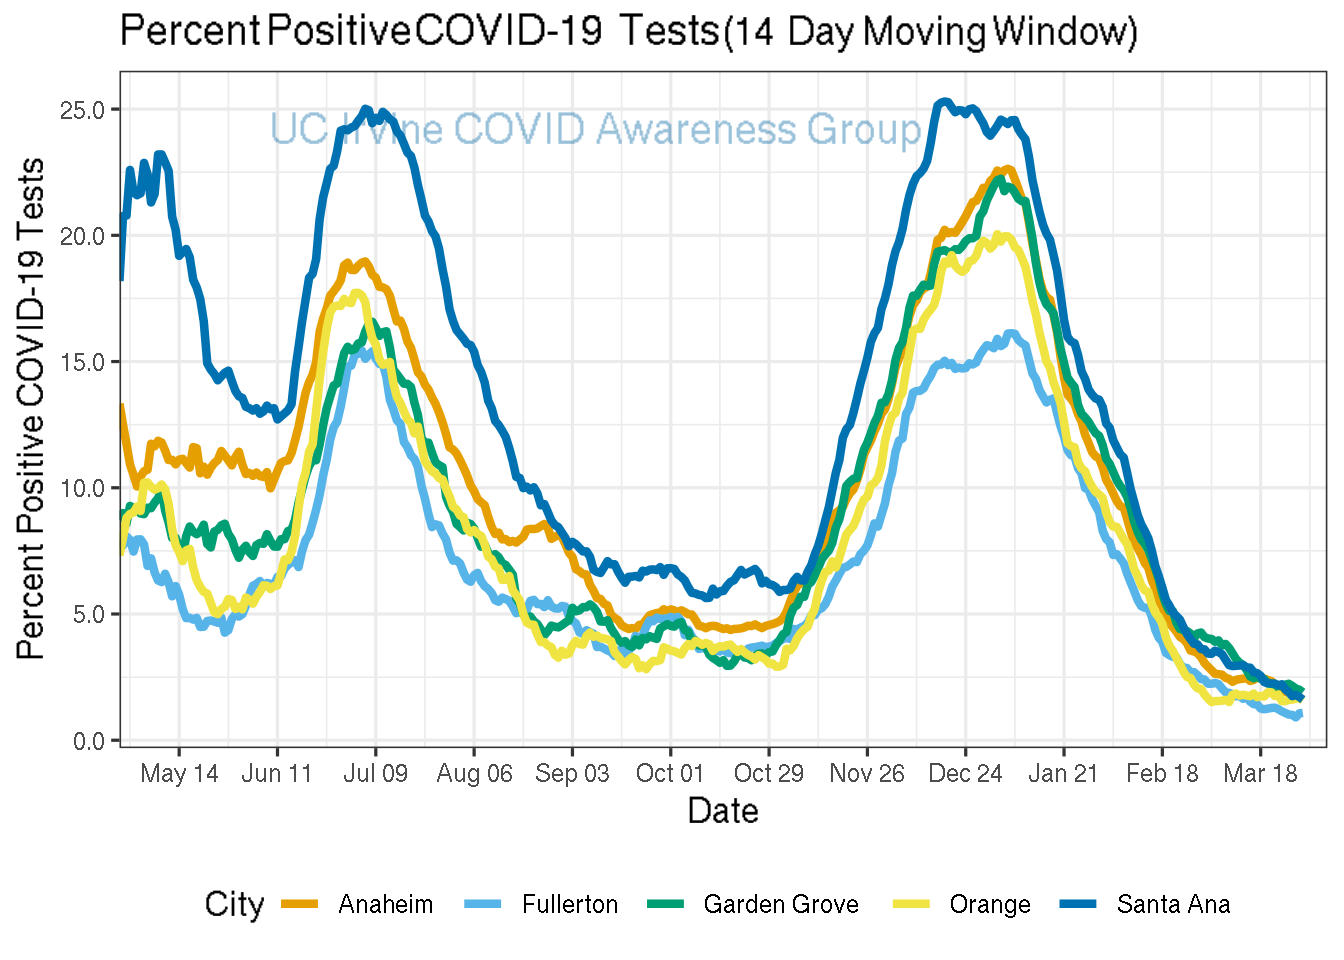 Percent Positive COVID-19 Tests (14 Day Moving Window)
UC Irvine COVID Awareness Group
Percent Positive COVID-19 Tests
25.0
20.0
15.0
10.0
5.0
0.0
May 14 Jun 11 Jul 09 Aug 06 Sep 03 Oct 01 Oct 29 Nov 26 Dec 24 Jan 21 Feb 18 Mar 18
Date
City Anaheim Fullerton Garden Grove Orange Santa Ana